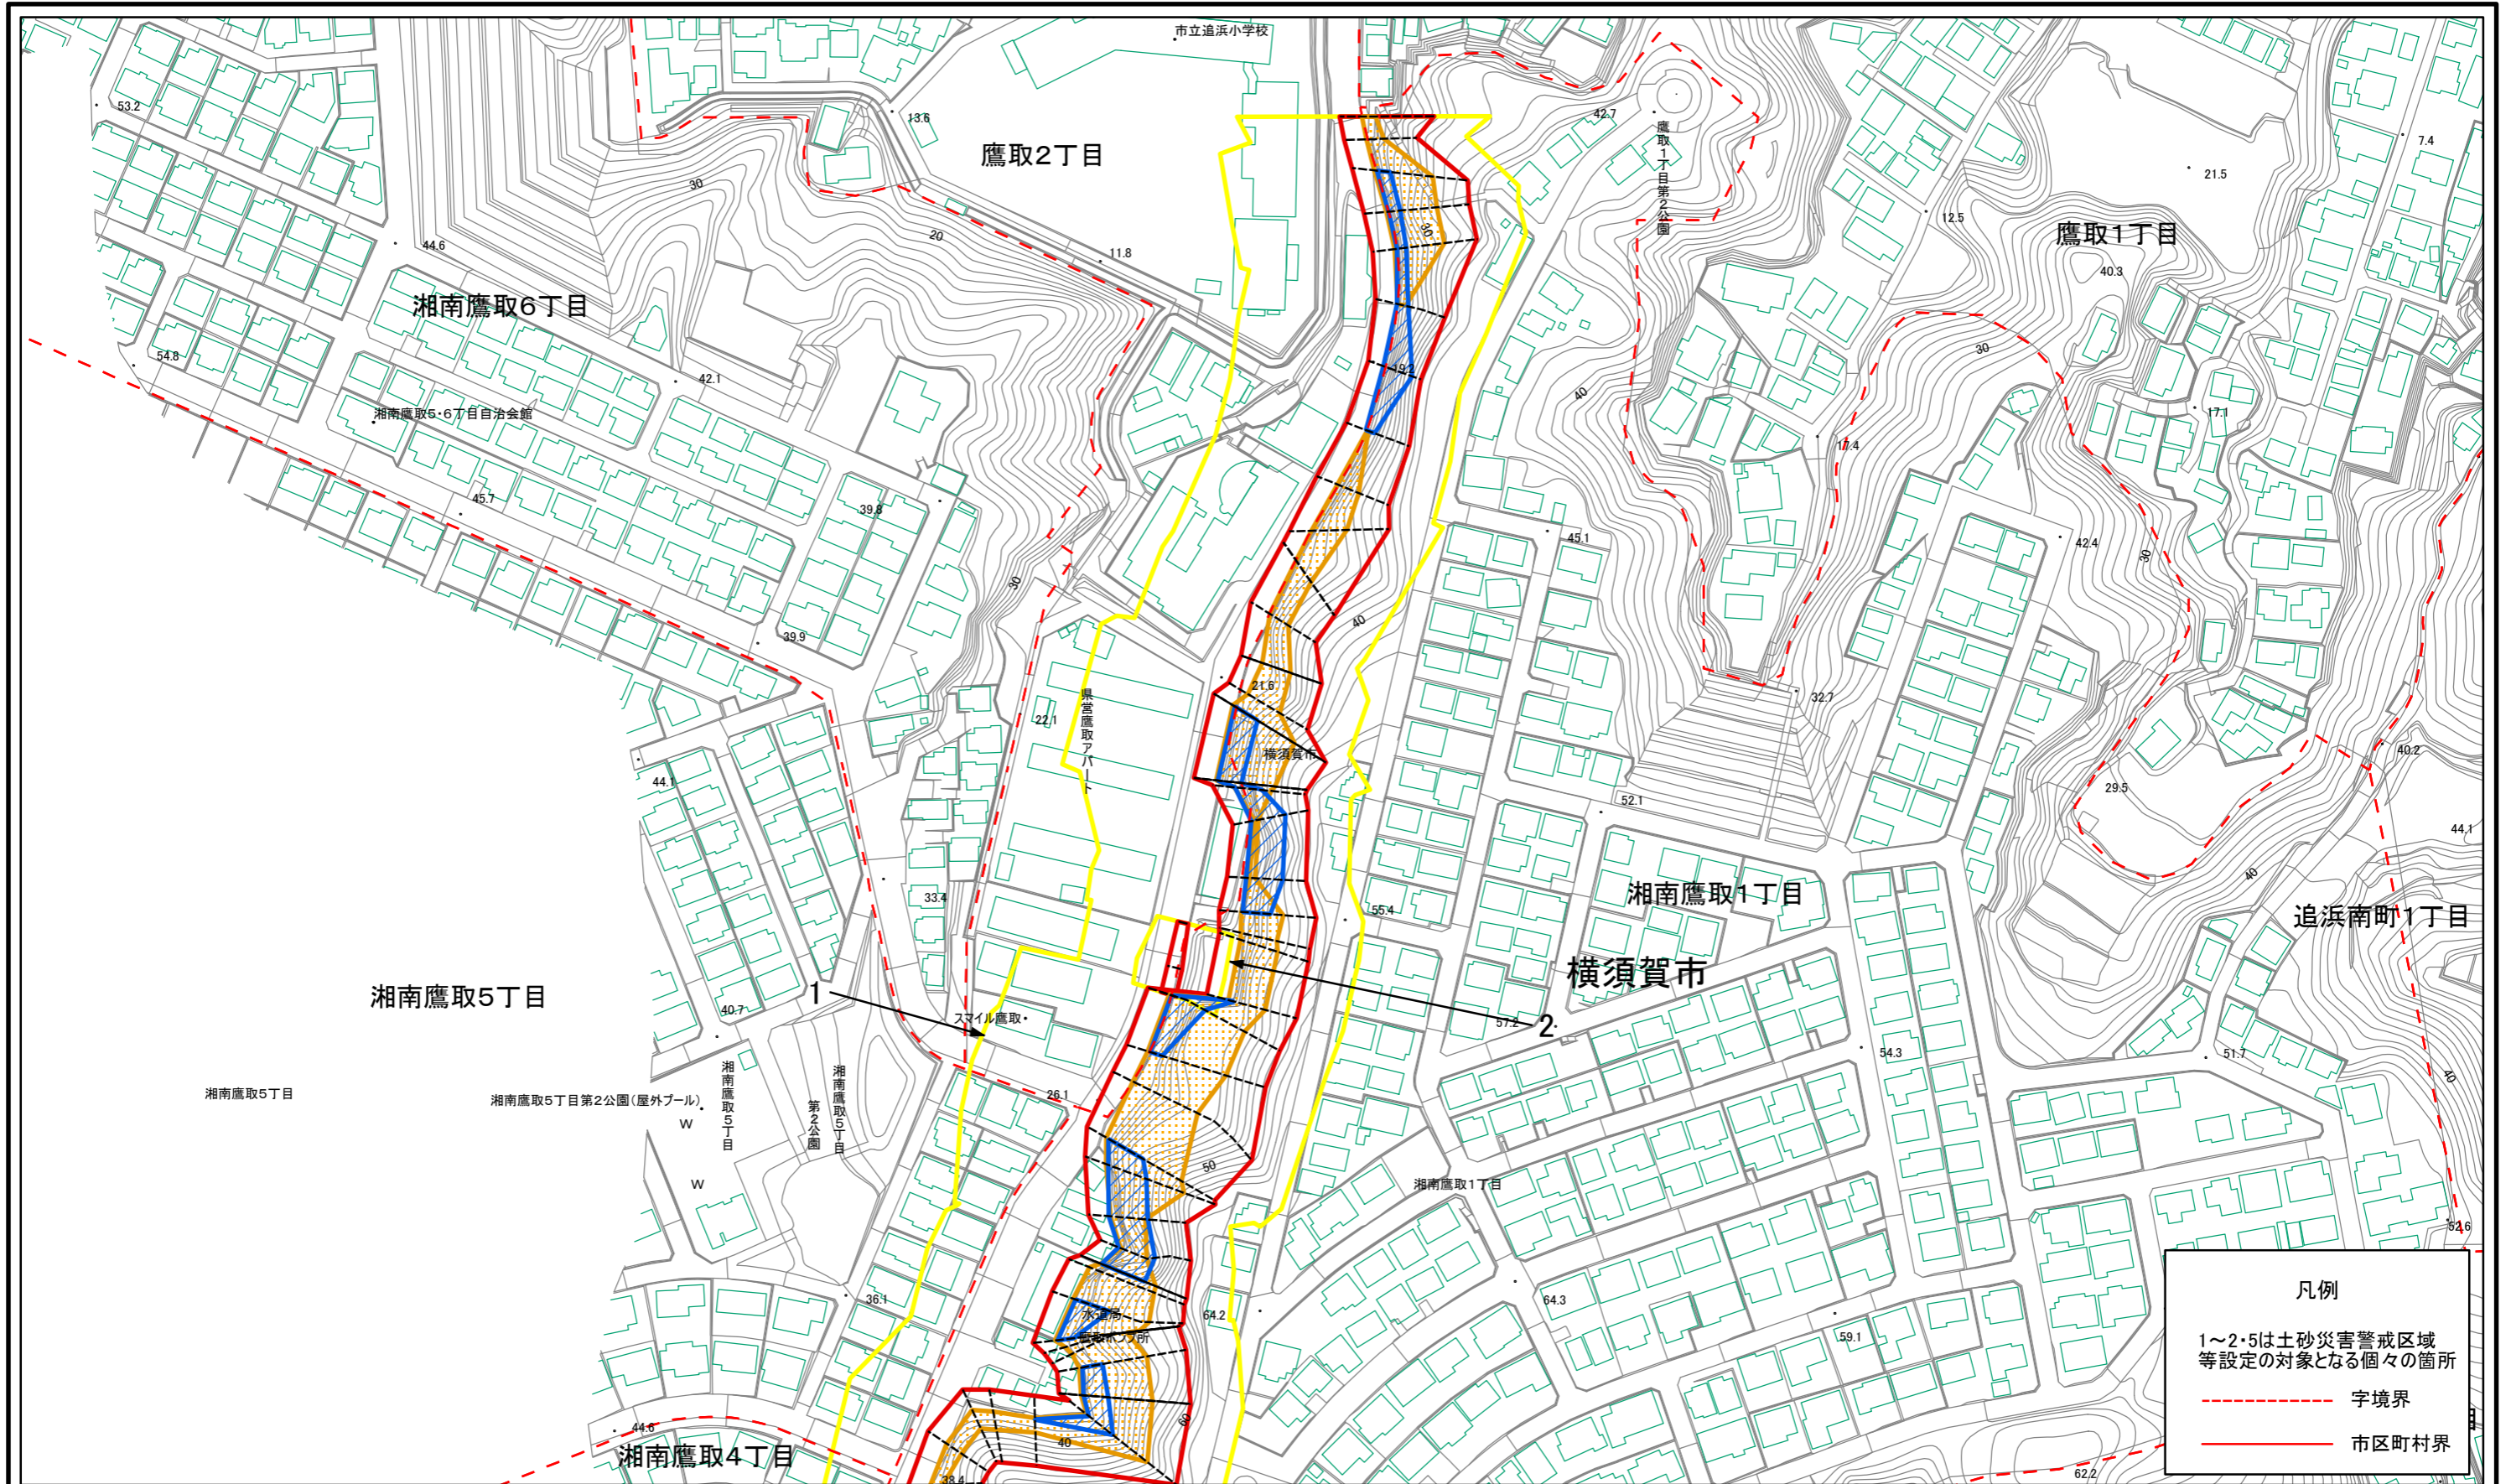 市立追浜小学校
53.2
13.6
42.7
7.4
鷹取2丁目
鷹取1丁目第2公園
21.5
30
12.5
44.6
20
11.8
30
鷹取1丁目
40.3
湘南鷹取6丁目
54.8
42.1
30
40
湘南鷹取5・6丁目自治会館
17.1
17.4
45.7
39.8
45.1
42.4
30
30
40
39.9
21.6
32.7
22.1
県営鷹取アパート
横須賀市
40.2
44.1
29.5
52.1
44.1
40
33.4
湘南鷹取1丁目
55.4
追浜南町1丁目
湘南鷹取5丁目
1
横須賀市
40.7
スマイル鷹取
57.2
2
54.3
51.7
40
湘南鷹取5丁目
湘南鷹取5丁目第2公園(屋外プール)
湘南鷹取5丁目
第2公園
湘南鷹取5丁目
26.1
W
W
50
湘南鷹取1丁目
52.6
36.1
64.2
64.3
59.1
水道局
鷹取ポンプ所
44.6
湘南鷹取4丁目
40
60
38.4
62.2
凡例
1~2・5は土砂災害警戒区域
等設定の対象となる個々の箇所
字境界
市区町村界